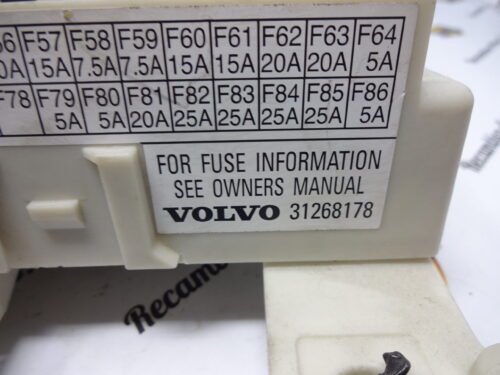 F57 F58 F59 F60 F61 F62 F63 F64
15A 7.5A 7.5A 15A 15A 20A 20A 5A
F78 F79 F80 F81 F82 F83 F84 F85 F86
5A 5A 20A 25A 25A 25A 25A 5A
FOR FUSE INFORMATION
SEE OWNERS MANUAL
VOLVO 31268178
Recamb